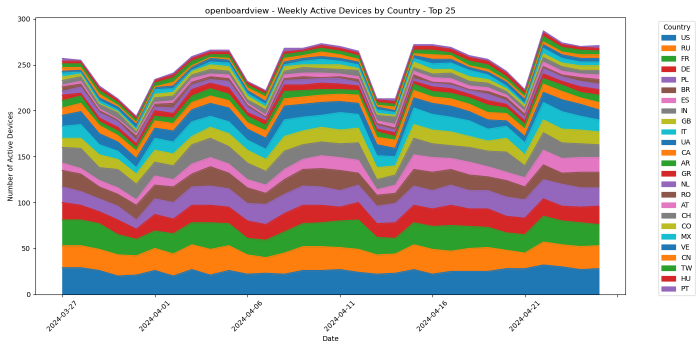 openboardview - Weekly Active Devices by Country - Top 25
Number of Active Devices
300
250
200
150
100
50
0
2024-03-27
2024-04-01
2024-04-06
2024-04-11
2024-04-16
2024-04-21
Date
Country
US
RU
FR
DE
PL
BR
ES
IN
GB
IT
UA
CA
AR
GR
NL
RO
AT
CH
CO
MX
VE
CN
TW
HU
PT